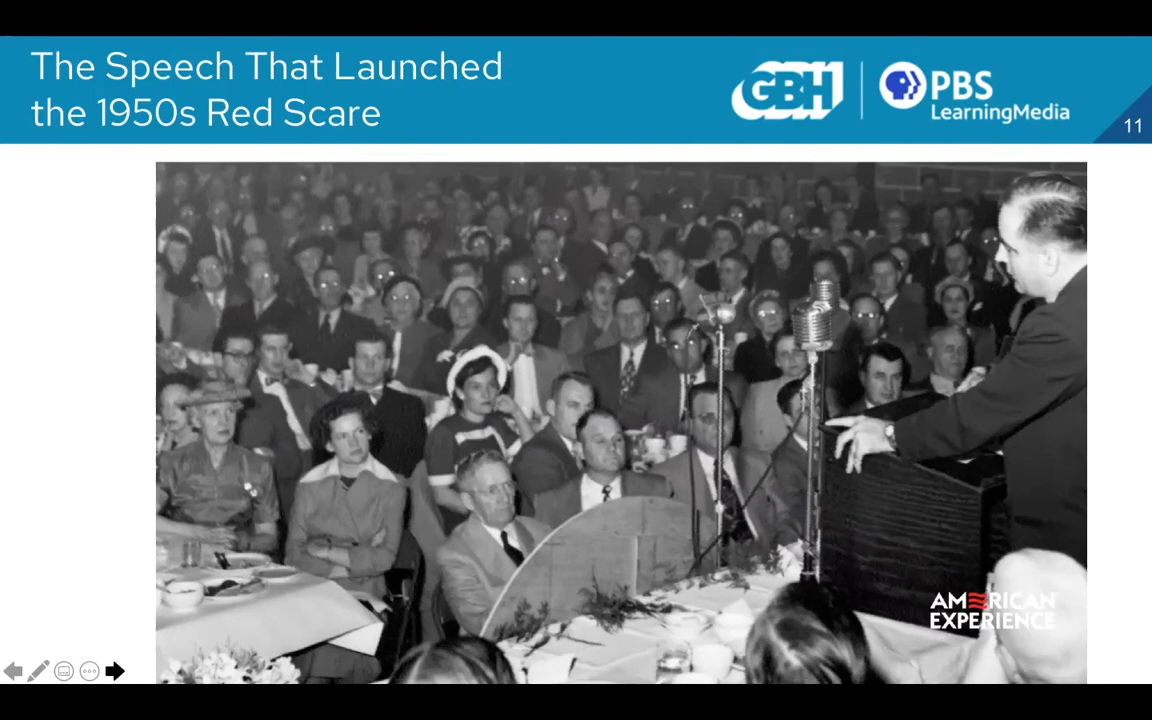 The Speech That Launched
the 1950s Red Scare
GBH
PBS
LearningMedia
11
AMERICAN
EXPERIENCE